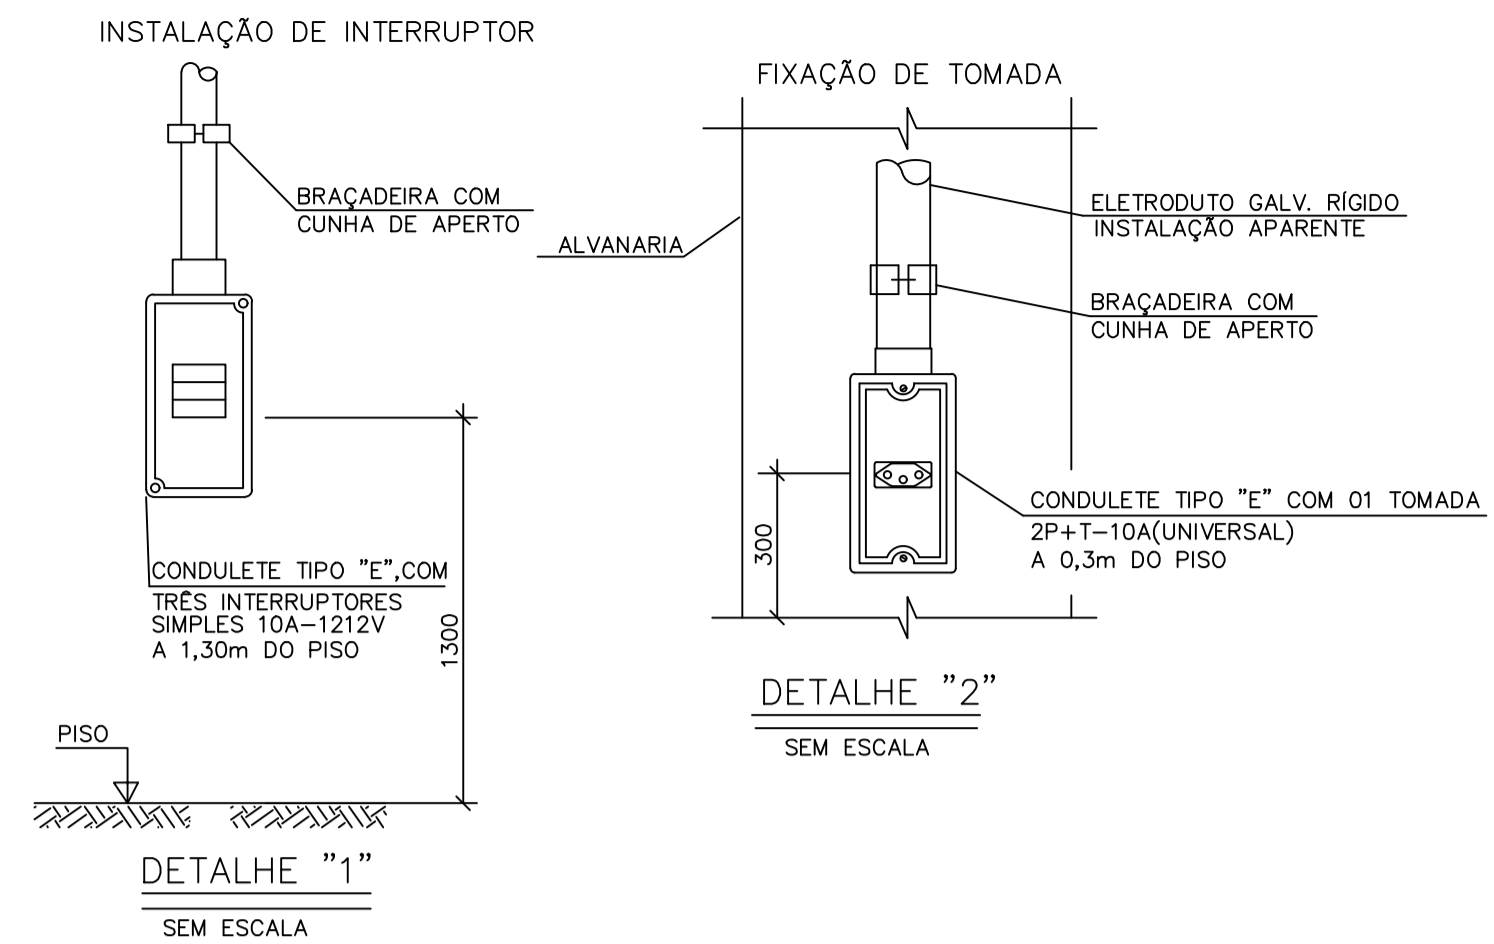 INSTALAÇÃO DE INTERRUPTOR
BRAÇADEIRA COM
CUNHA DE APERTO
CONDULETE TIPO "E",COM
TRÊS INTERRUPTORES
SIMPLES 10A-1212V
A 1,30m DO PISO
1300
PISO
DETALHE "1"
SEM ESCALA
FIXAÇÃO DE TOMADA
ALVANARIA
ELETRODUTO GALV. RÍGIDO
INSTALAÇÃO APARENTE
BRAÇADEIRA COM
CUNHA DE APERTO
300
CONDULETE TIPO "E" COM 01 TOMADA
2P+T-10A(UNIVERSAL)
A 0,3m DO PISO
DETALHE "2"
SEM ESCALA